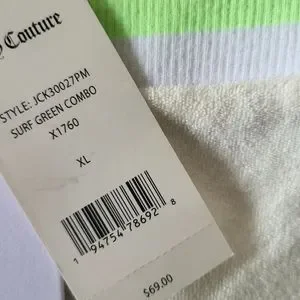 Couture
STYLE: JCK30027PM
SURF GREEN COMBO
X1760
XL
1 94754 78692 8
$69.00